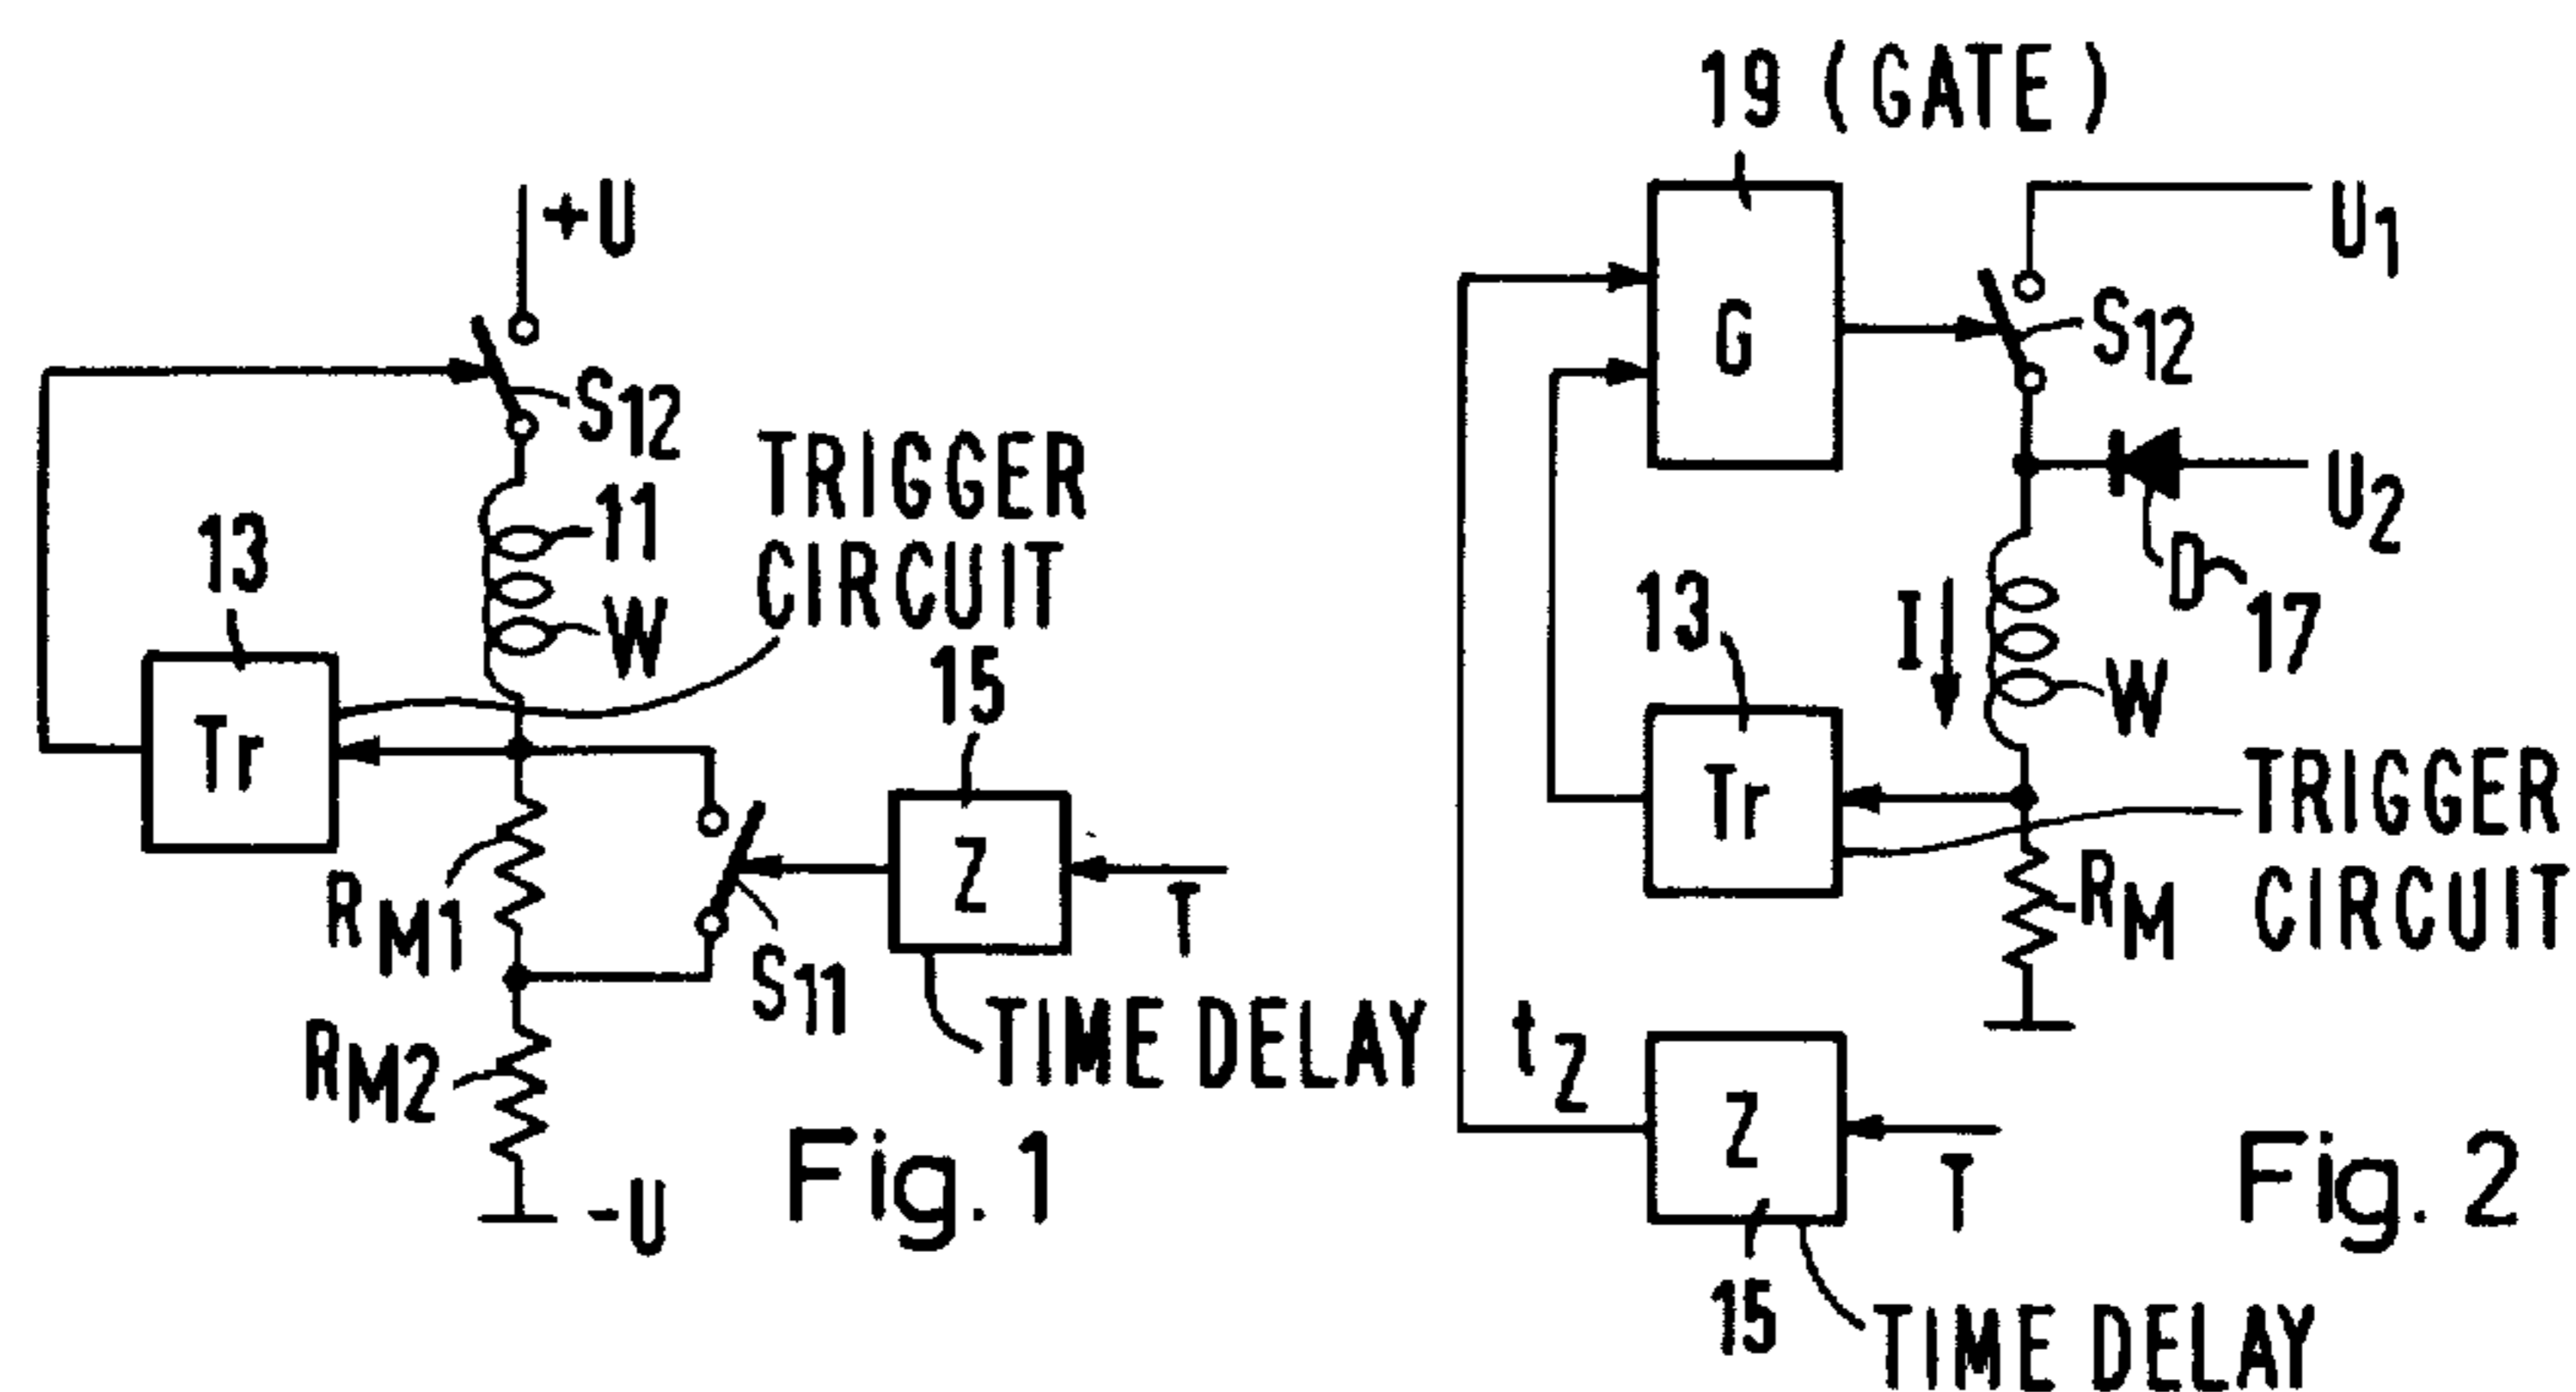 +U
S12
11
W
13
Tr
TRIGGER
CIRCUIT
15
Z
T
RM1
S11
RM2
TIME DELAY
-U
Fig. 1
19 (GATE)
G
U1
S12
U2
D
17
I
W
13
Tr
TRIGGER
CIRCUIT
RM
tZ
Z
T
15
TIME DELAY
Fig. 2